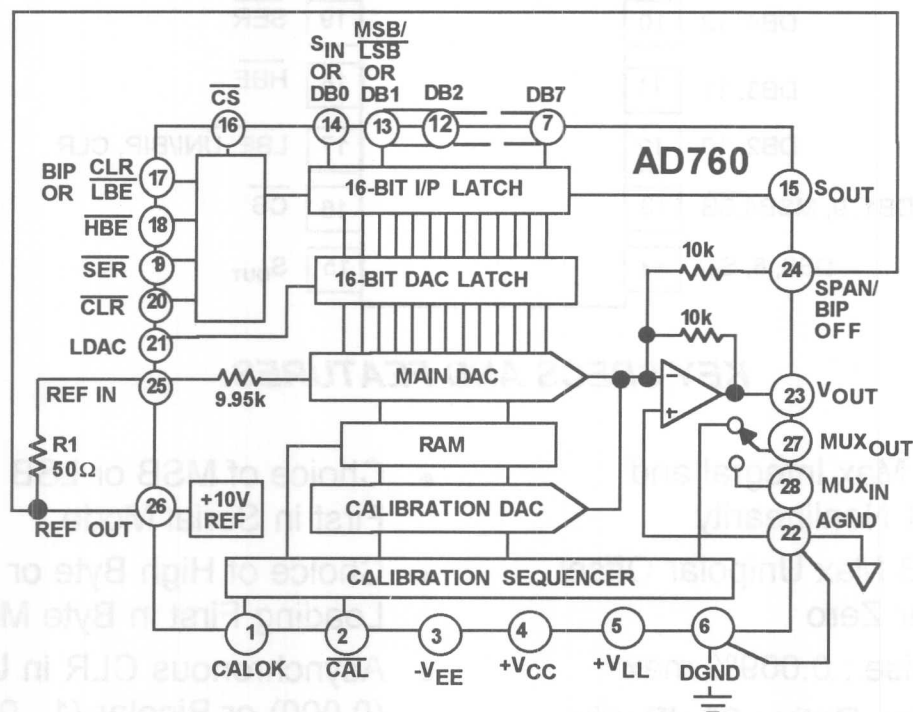 S_IN
OR
DB0
MSB/
LSB
OR
DB1
DB2
DB7
CS
16
14
13
12
7
AD760
BIP CLR
OR LBE
17
HBE
18
SER
19
CLR
20
LDAC
21
REF IN
25
9.95k
R1
50Ω
26
REF OUT
+10V
REF
16-BIT I/P LATCH
16-BIT DAC LATCH
MAIN DAC
RAM
CALIBRATION DAC
CALIBRATION SEQUENCER
15
S_OUT
10k
24
SPAN/
BIP
OFF
10k
−
+
23
V_OUT
27
MUX_OUT
28
MUX_IN
22
AGND
1
CALOK
2
CAL
3
-V_EE
4
+V_CC
5
+V_LL
6
DGND